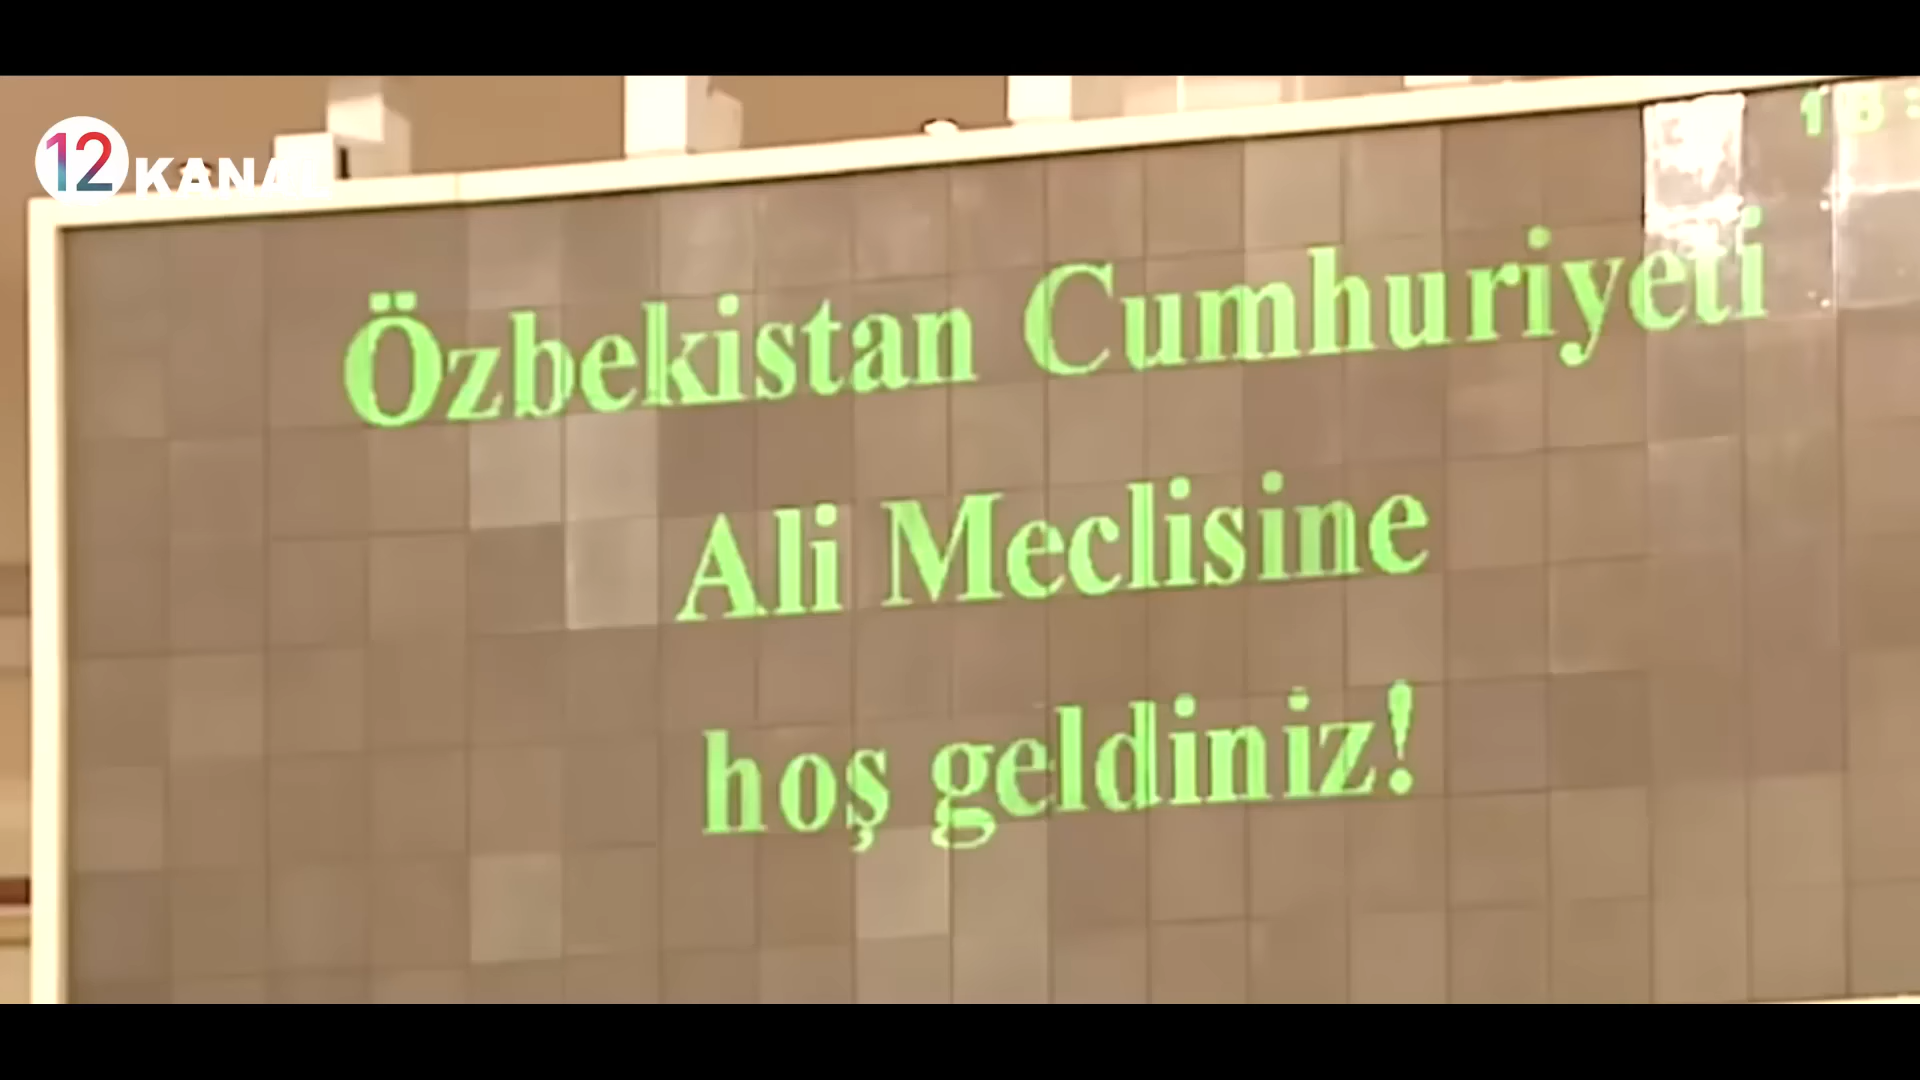 12 KANAL
Özbekistan Cumhuriyeti
Ali Meclisine
hoş geldiniz!